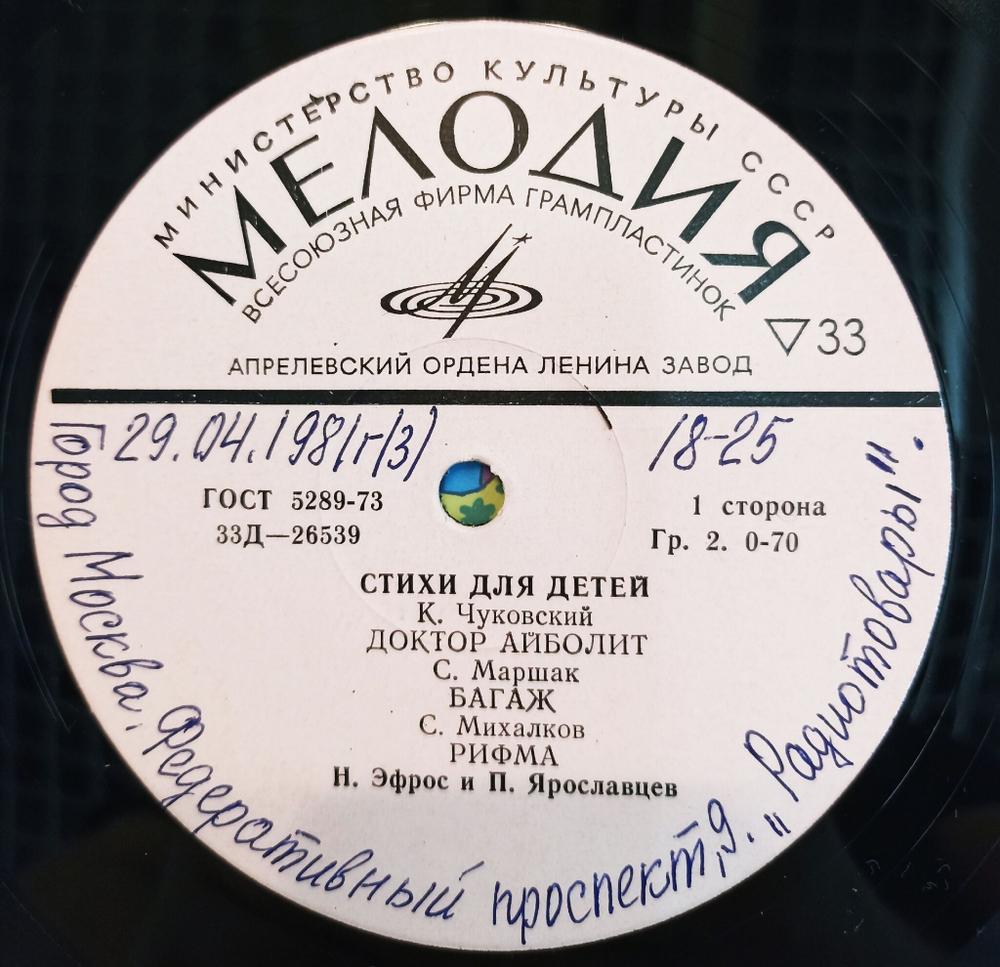 МИНИСТЕРСТВО КУЛЬТУРЫ СССР
МЕЛОДИЯ
ВСЕСОЮЗНАЯ ФИРМА ГРАМПЛАСТИНОК
33
АПРЕЛЕВСКИЙ ОРДЕНА ЛЕНИНА ЗАВОД
29.04.1981г(3) 18-25
ГОСТ 5289-73 1 сторона
33Д—26539 Гр. 2. 0-70
СТИХИ ДЛЯ ДЕТЕЙ
К. Чуковский
ДОКТОР АЙБОЛИТ
С. Маршак
БАГАЖ
С. Михалков
РИФМА
Н. Эфрос и П. Ярославцев
Город Москва, Федеративный проспект, 9. „Радиотовары".